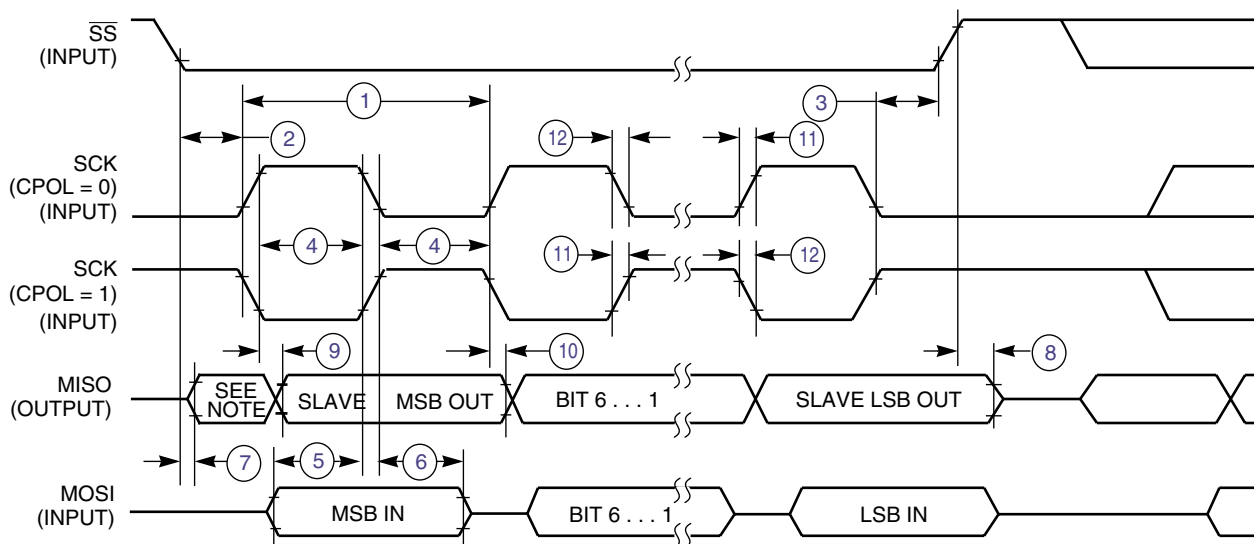 SS
(INPUT)
1
3
2
12
11
SCK
(CPOL = 0)
(INPUT)
4
4
11
12
SCK
(CPOL = 1)
(INPUT)
9
10
8
MISO
(OUTPUT)
SEE
NOTE
SLAVE
MSB OUT
BIT 6 . . . 1
SLAVE LSB OUT
7
5
6
MOSI
(INPUT)
MSB IN
BIT 6 . . . 1
LSB IN